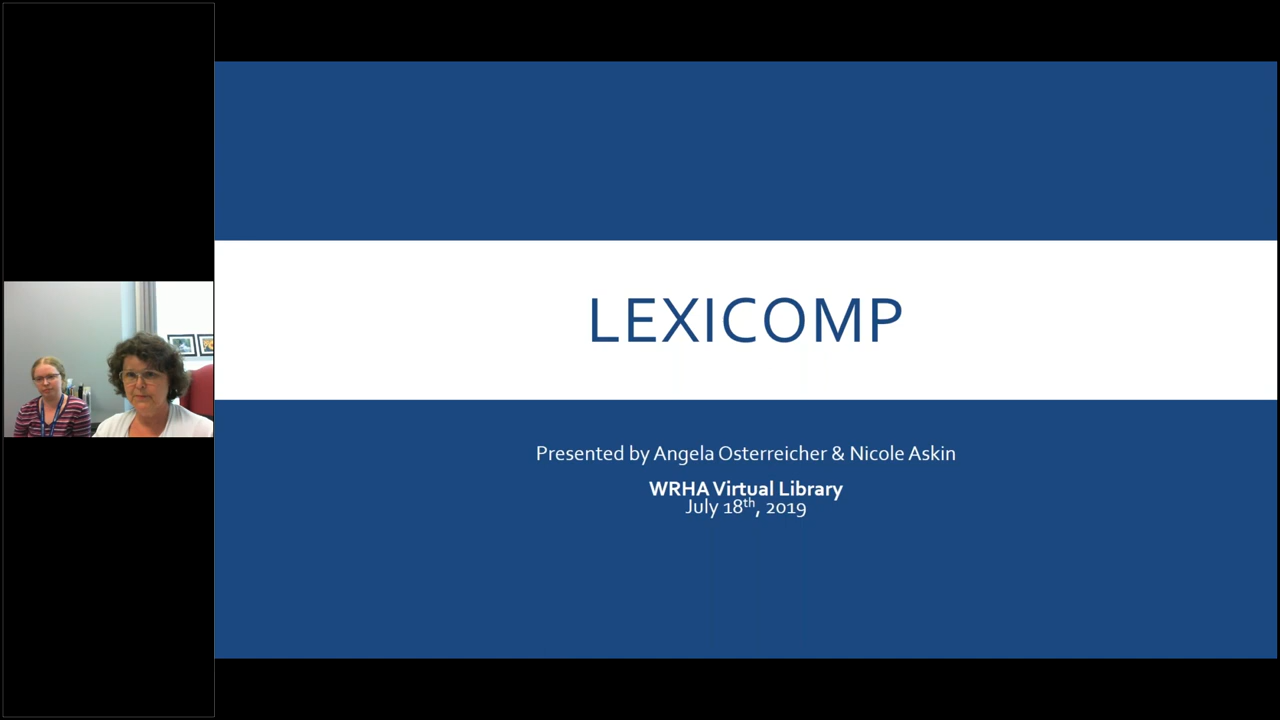 LEXICOMP
Presented by Angela Osterreicher & Nicole Askin
WRHA Virtual Library
July 18th, 2019